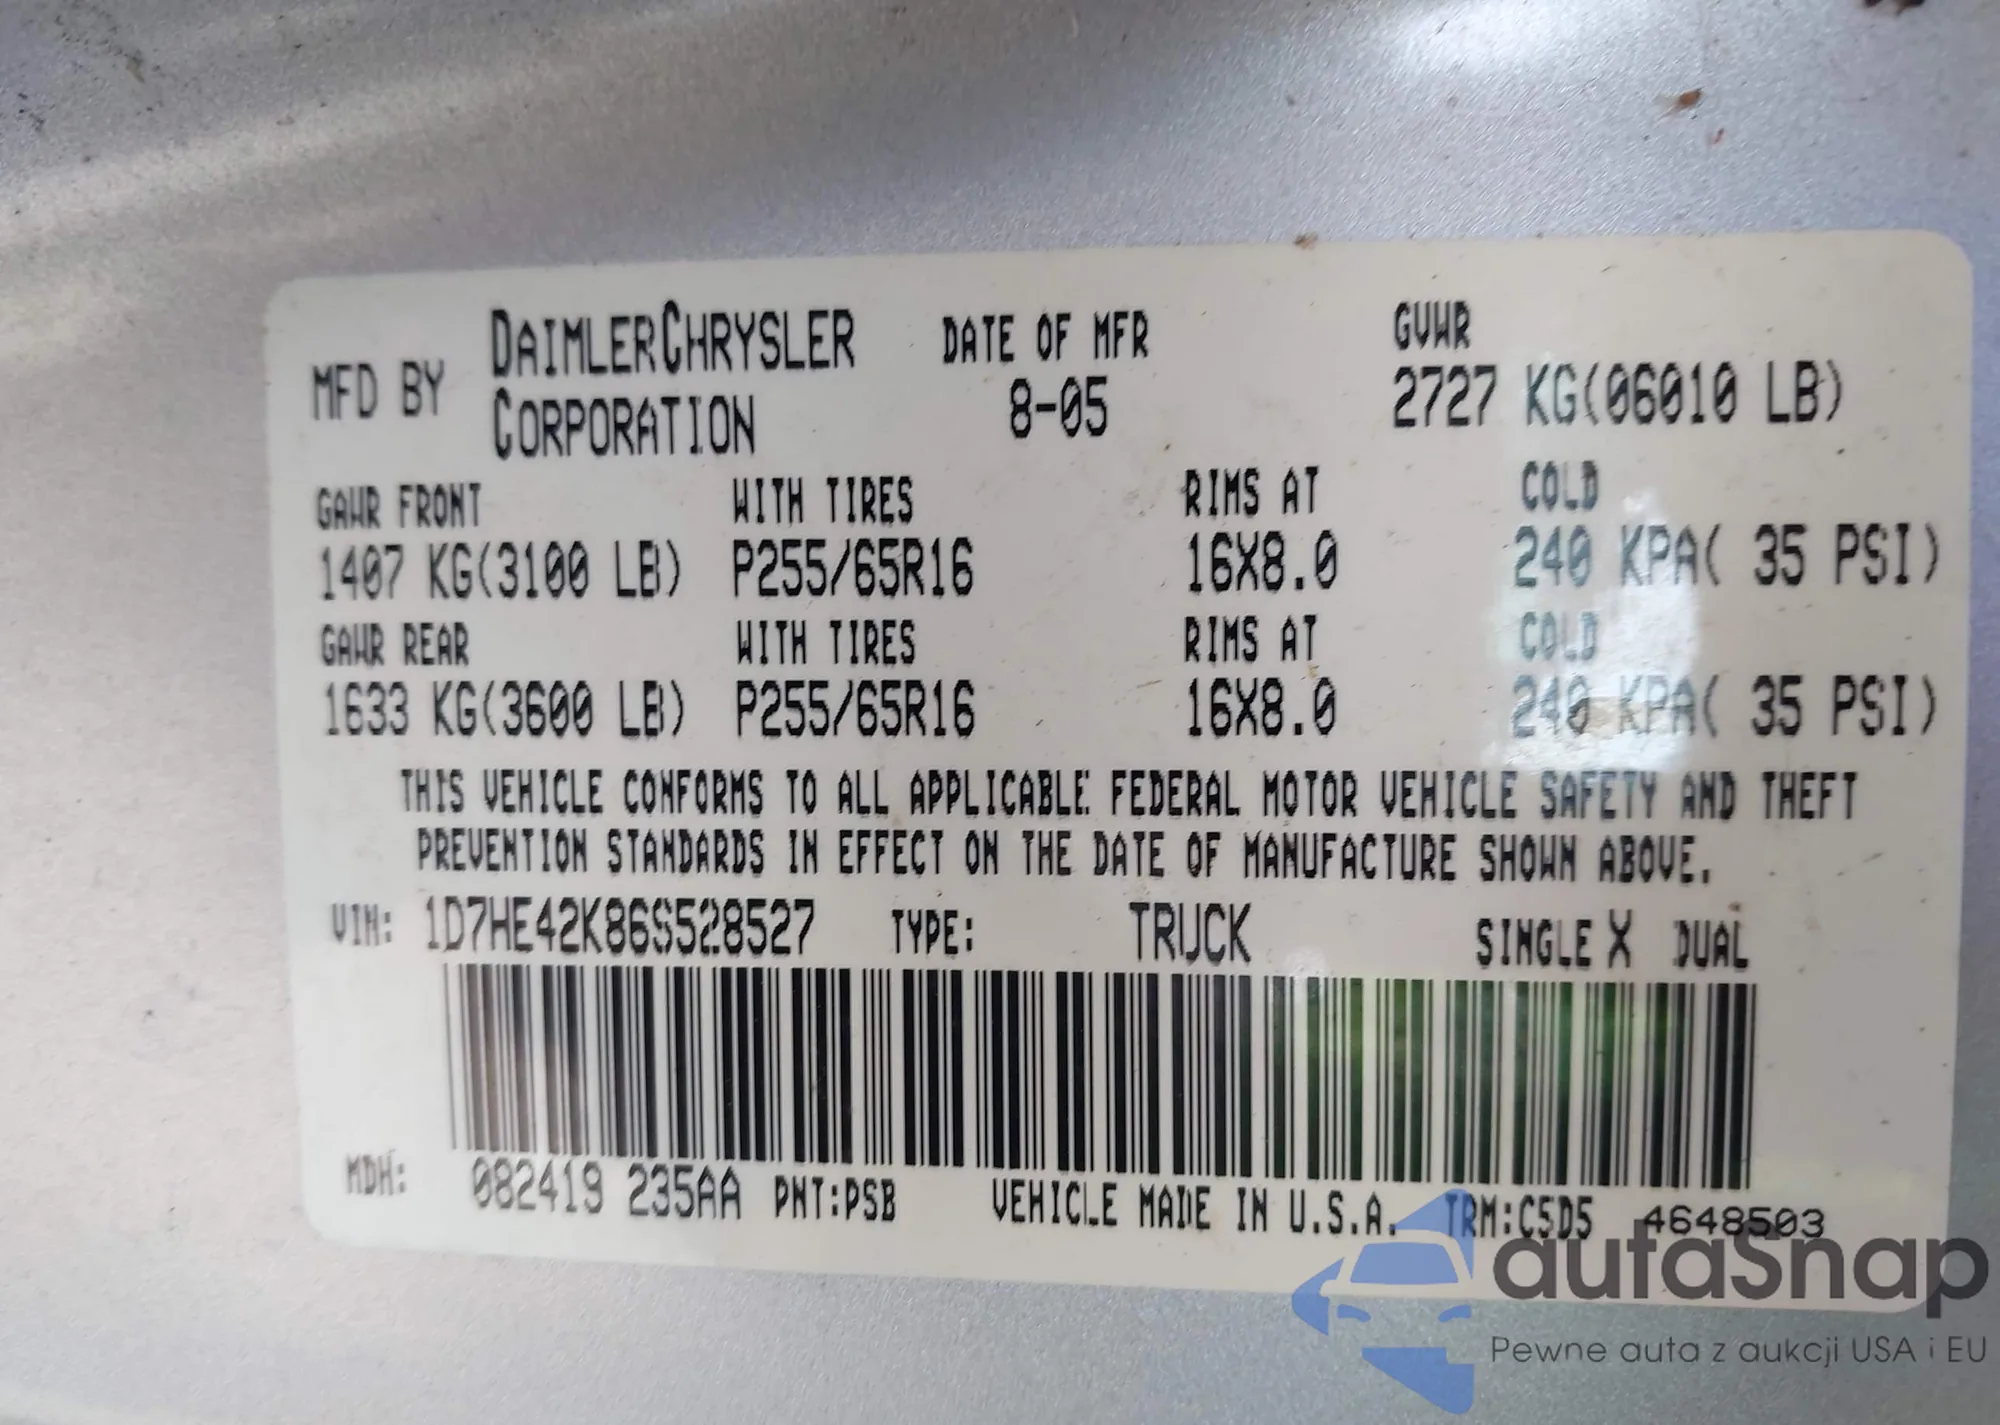 MFD BY DAIMLERCHRYSLER CORPORATION DATE OF MFR 8-05 GVWR 2727 KG(06010 LB)
GAWR FRONT WITH TIRES RIMS AT COLD
1407 KG(3100 LB) P255/65R16 16X8.0 240 KPA( 35 PSI)
GAWR REAR WITH TIRES RIMS AT COLD
1633 KG(3600 LB) P255/65R16 16X8.0 240 KPA( 35 PSI)
THIS VEHICLE CONFORMS TO ALL APPLICABLE FEDERAL MOTOR VEHICLE SAFETY AND THEFT
PREVENTION STANDARDS IN EFFECT ON THE DATE OF MANUFACTURE SHOWN ABOVE.
VIN: 1D7HE42K86S528527 TYPE: TRUCK SINGLE X DUAL
MDH: 082419 235AA PNT:PSB VEHICLE MADE IN U.S.A. TRM:C5D5 4648503
autaSnap
Pewne auta z aukcji USA i EU